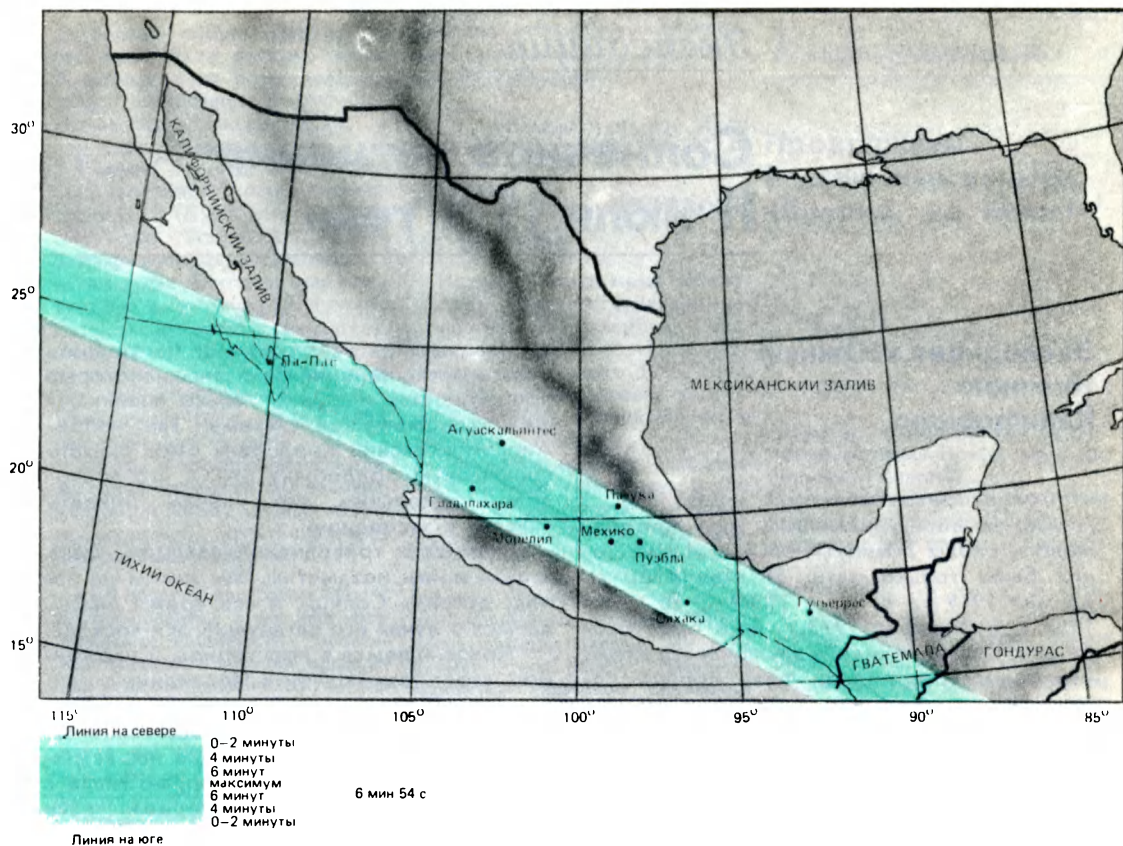 30°
25°
20°
15°
КАЛИФОРНИЙСКИЙ ЗАЛИВ
Ла-Пас
МЕКСИКАНСКИЙ ЗАЛИВ
Агуаскальянтес
Гвадалахара
Пачука
Морелия
Мехико
Пуэбла
ТИХИЙ ОКЕАН
Оахака
Гутьеррас
ГВАТЕМАЛА
ГОНДУРАС
115° 110° 105° 100° 95° 90° 85°
Линия на севере
0–2 минуты
4 минуты
6 минут
максимум
6 минут 6 мин 54 с
4 минуты
0–2 минуты
Линия на юге